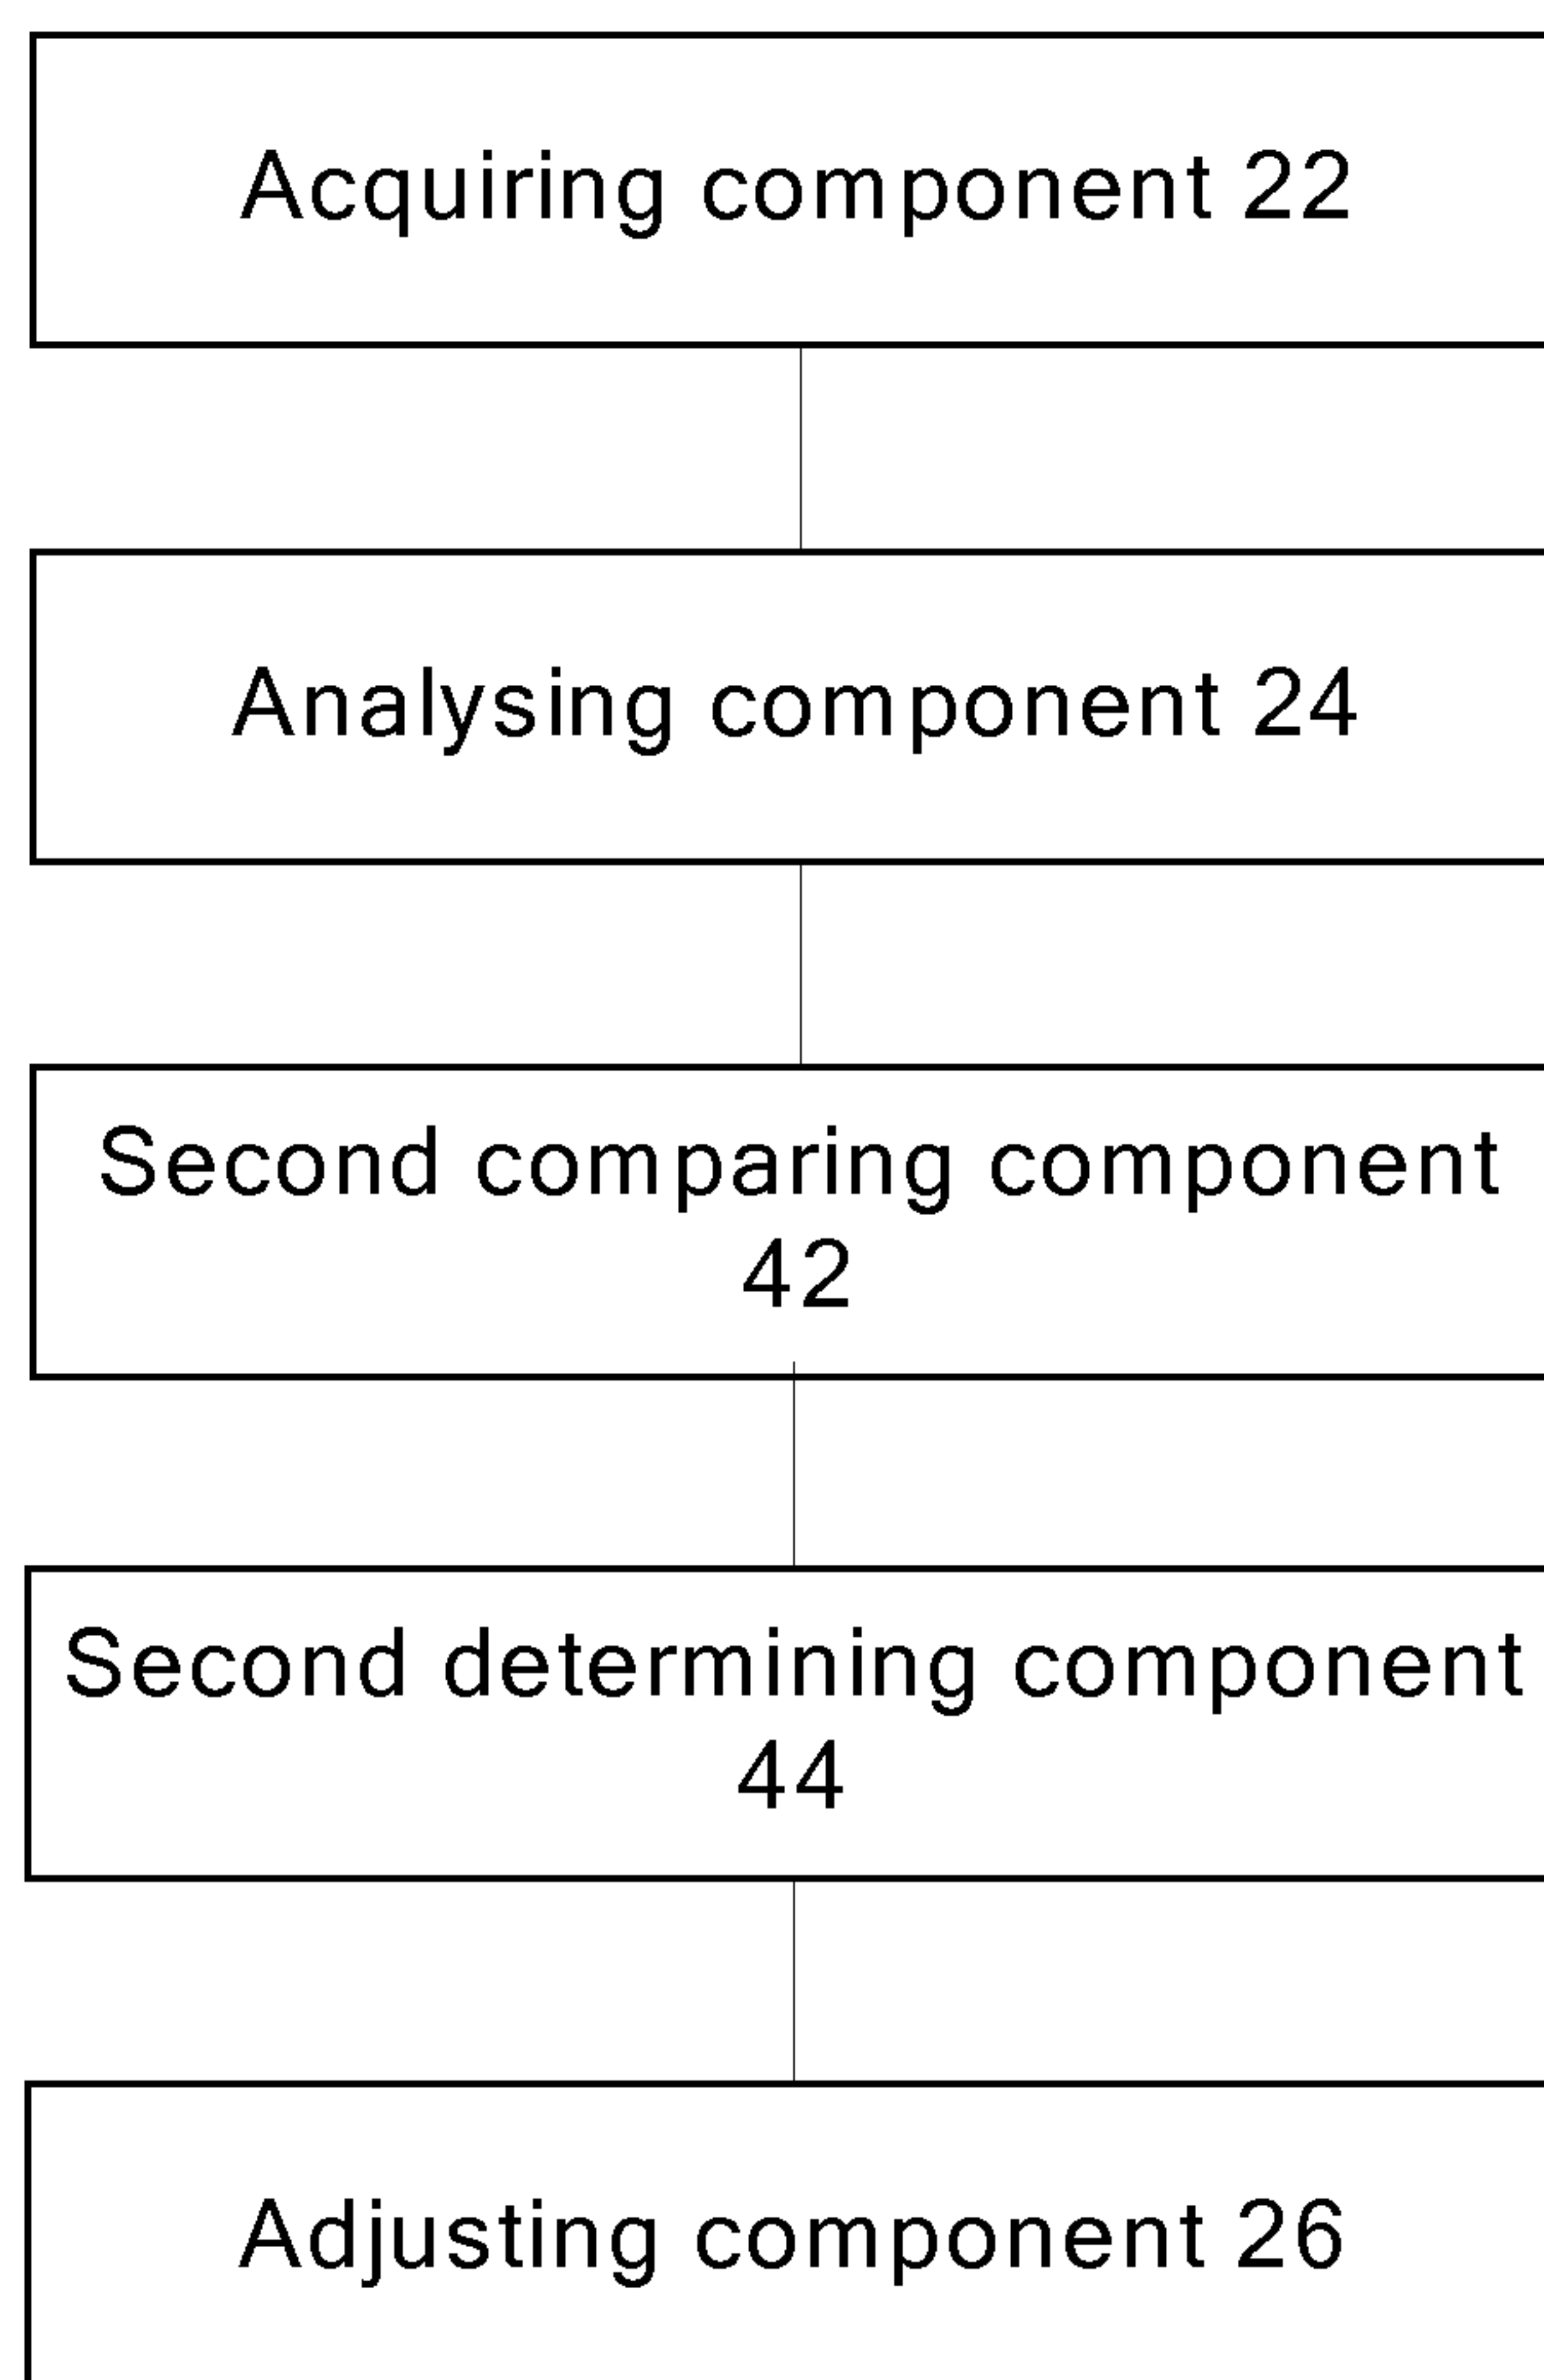 Acquiring component 22
Analysing component 24
Second comparing component
42
Second determining component
44
Adjusting component 26